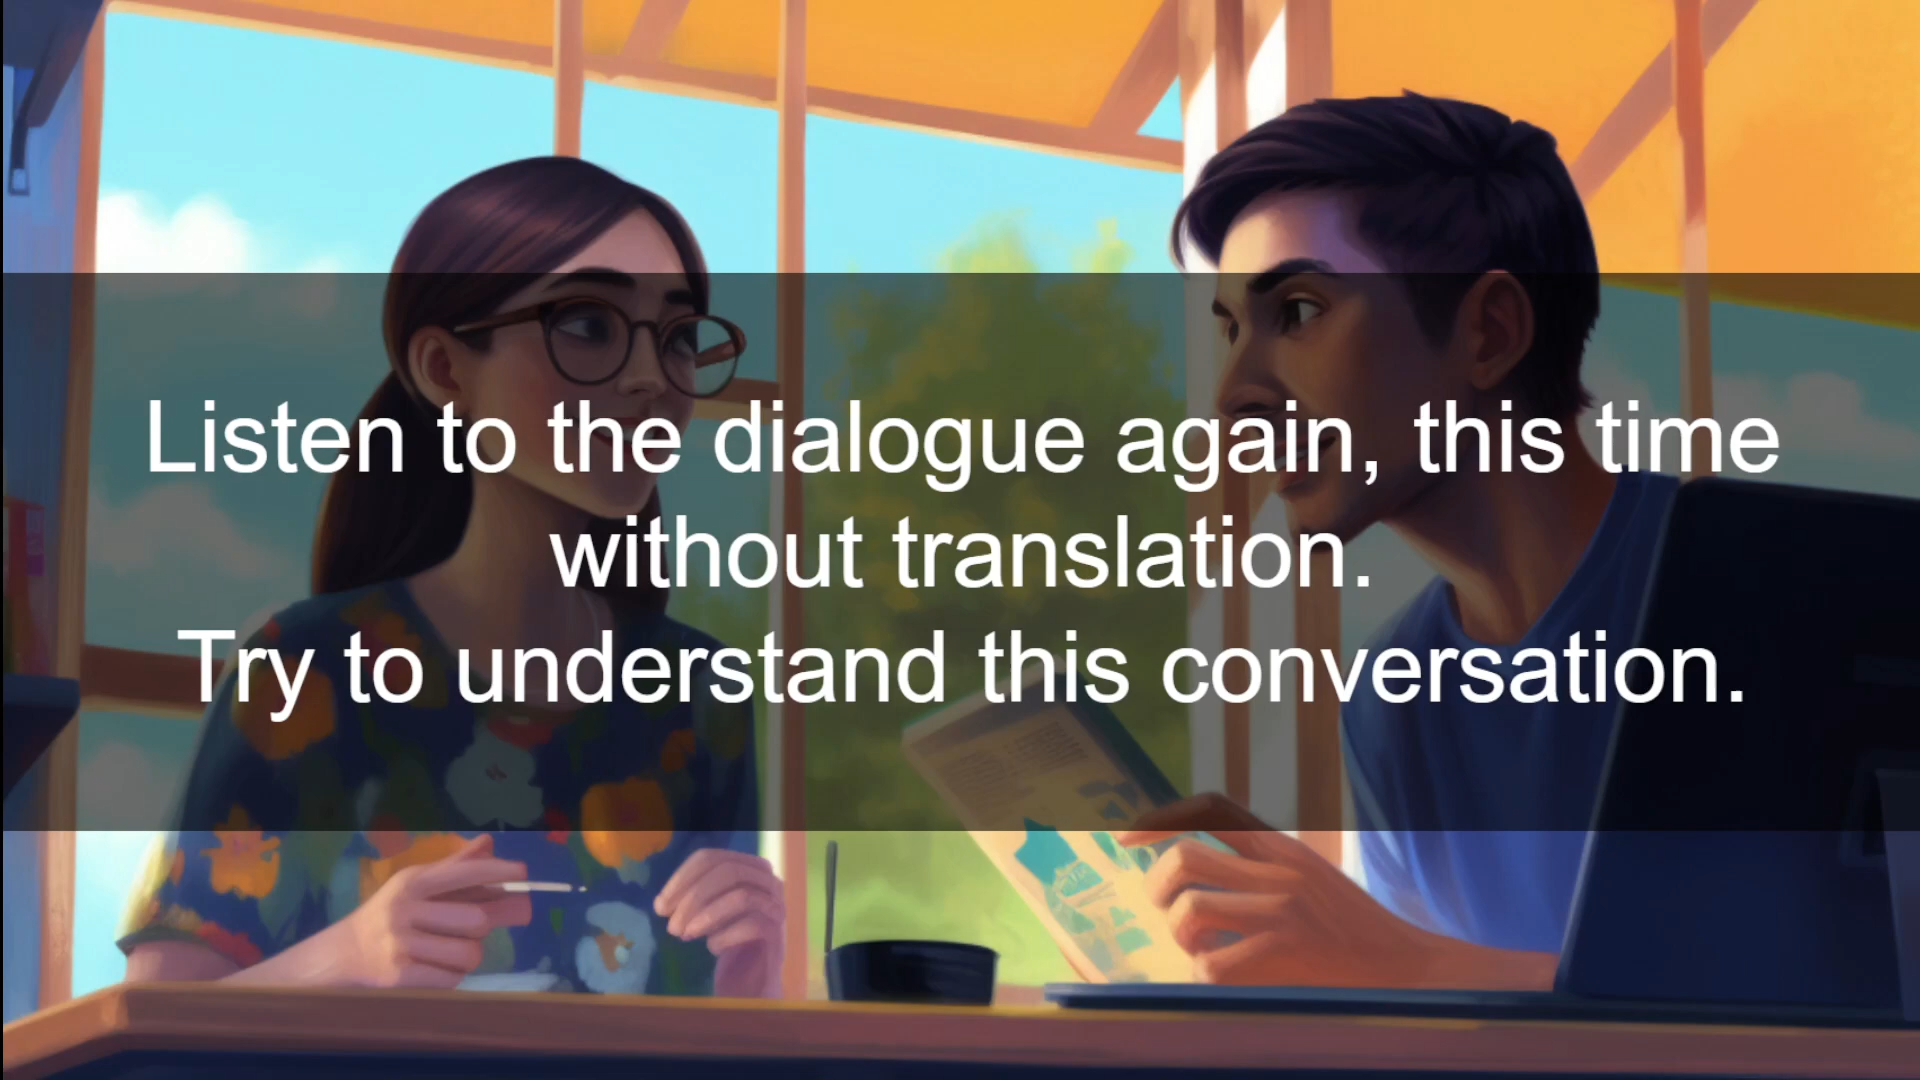 Listen to the dialogue again, this time
without translation.
Try to understand this conversation.